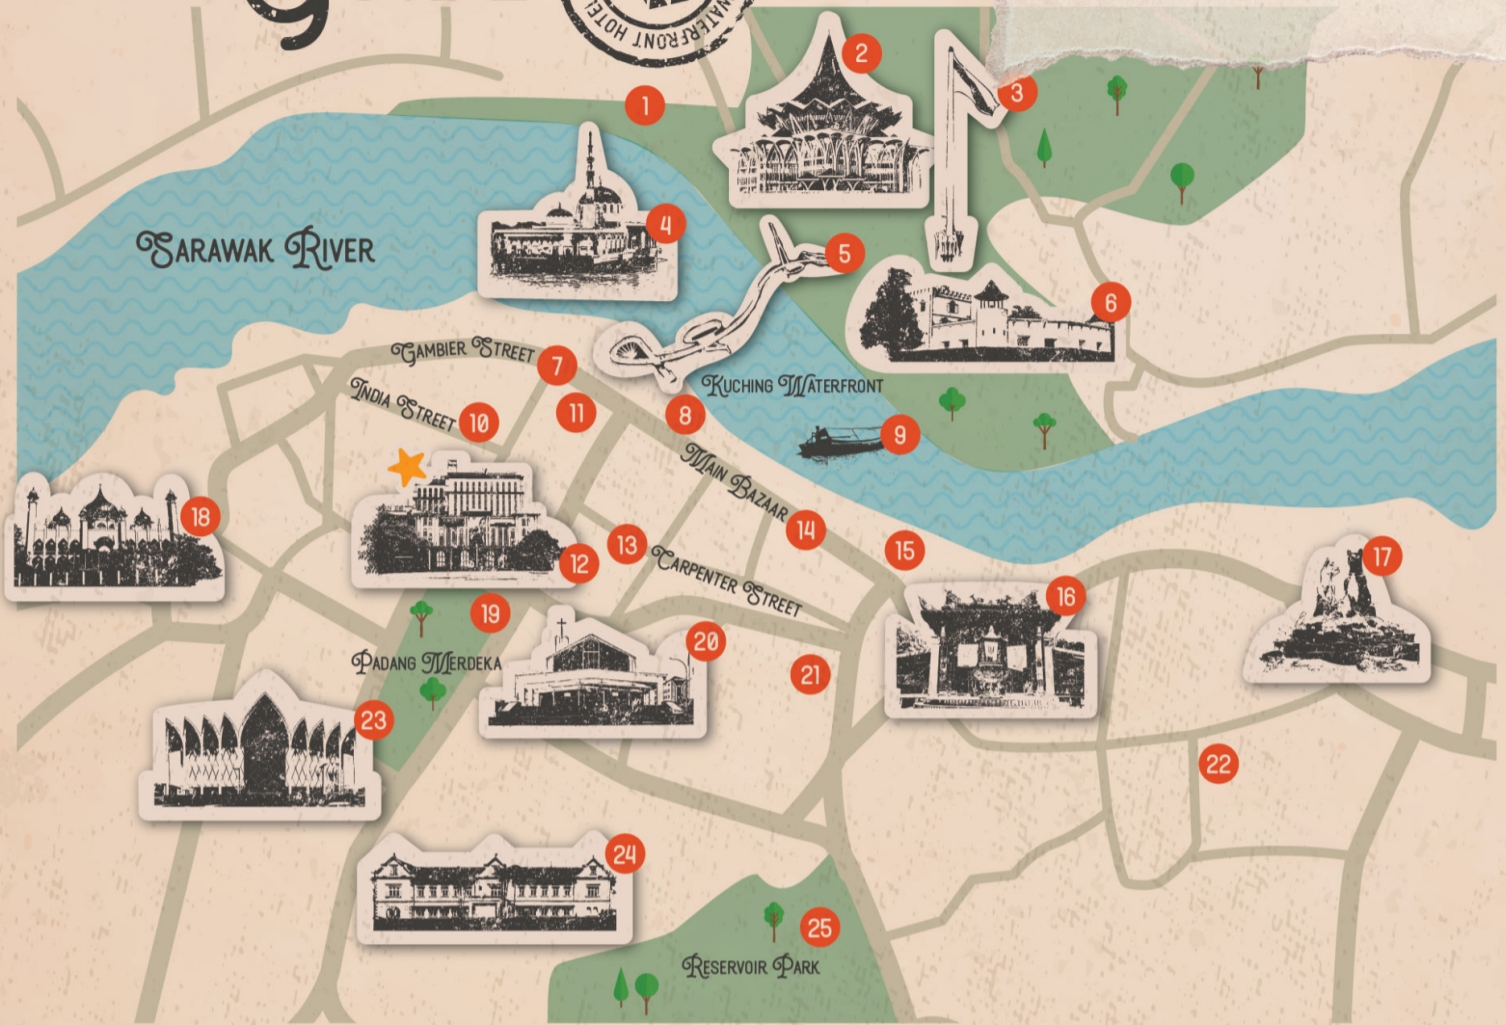 WATERFRONT HOTEL
1
2
3
4
SARAWAK RIVER
5
6
GAMBIER STREET
7
INDIA STREET
10
11
8
KUCHING WATERFRONT
9
MAIN BAZAAR
14
18
13
12
CARPENTER STREET
15
17
16
19
20
PADANG MERDEKA
21
23
22
24
25
RESERVOIR PARK